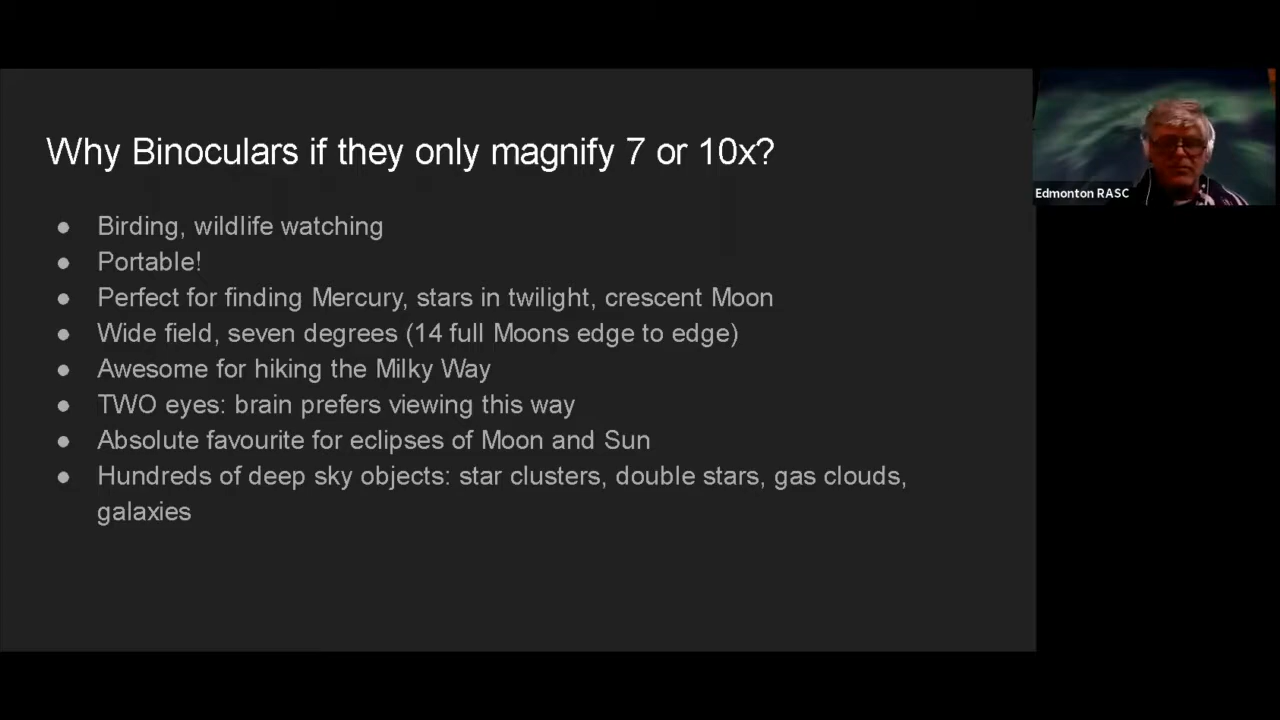 Why Binoculars if they only magnify 7 or 10x?
● Birding, wildlife watching
● Portable!
● Perfect for finding Mercury, stars in twilight, crescent Moon
● Wide field, seven degrees (14 full Moons edge to edge)
● Awesome for hiking the Milky Way
● TWO eyes: brain prefers viewing this way
● Absolute favourite for eclipses of Moon and Sun
● Hundreds of deep sky objects: star clusters, double stars, gas clouds,
galaxies
Edmonton RASC